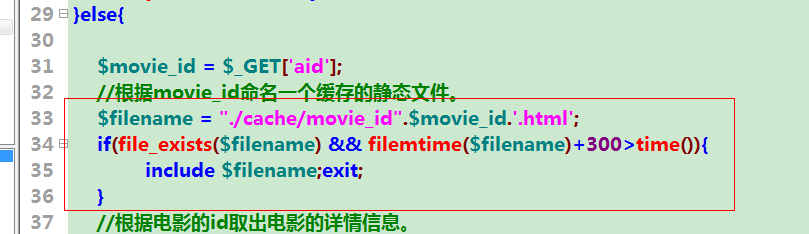 29 }else{
30
31 $movie_id = $_GET['aid'];
32 //根据movie_id命名一个缓存的静态文件。
33 $filename = "./cache/movie_id".$movie_id.'.html';
34 if(file_exists($filename) && filemtime($filename)+300>time()){
35 include $filename;exit;
36 }
37 //根据电影的id取出电影的详情信息。